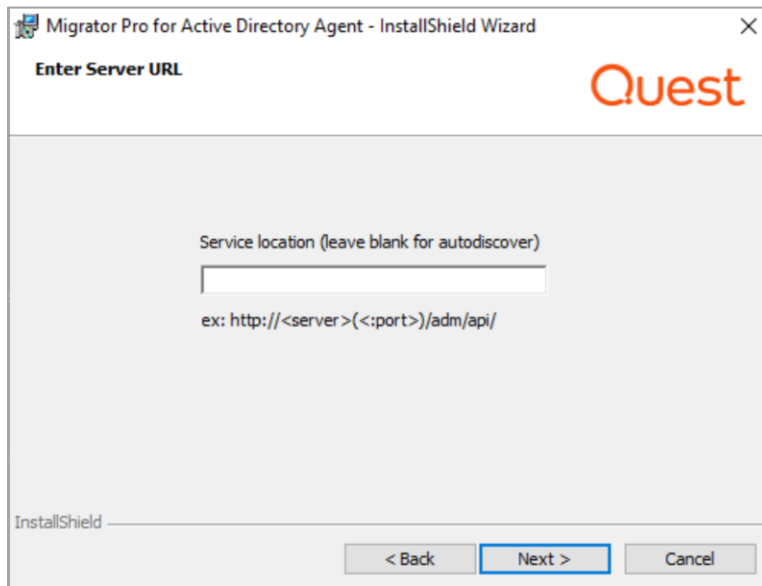 Migrator Pro for Active Directory Agent - InstallShield Wizard
Enter Server URL
Quest
Service location (leave blank for autodiscover)
ex: http://<server>(<:port>)/adm/api/
InstallShield
< Back
Next >
Cancel